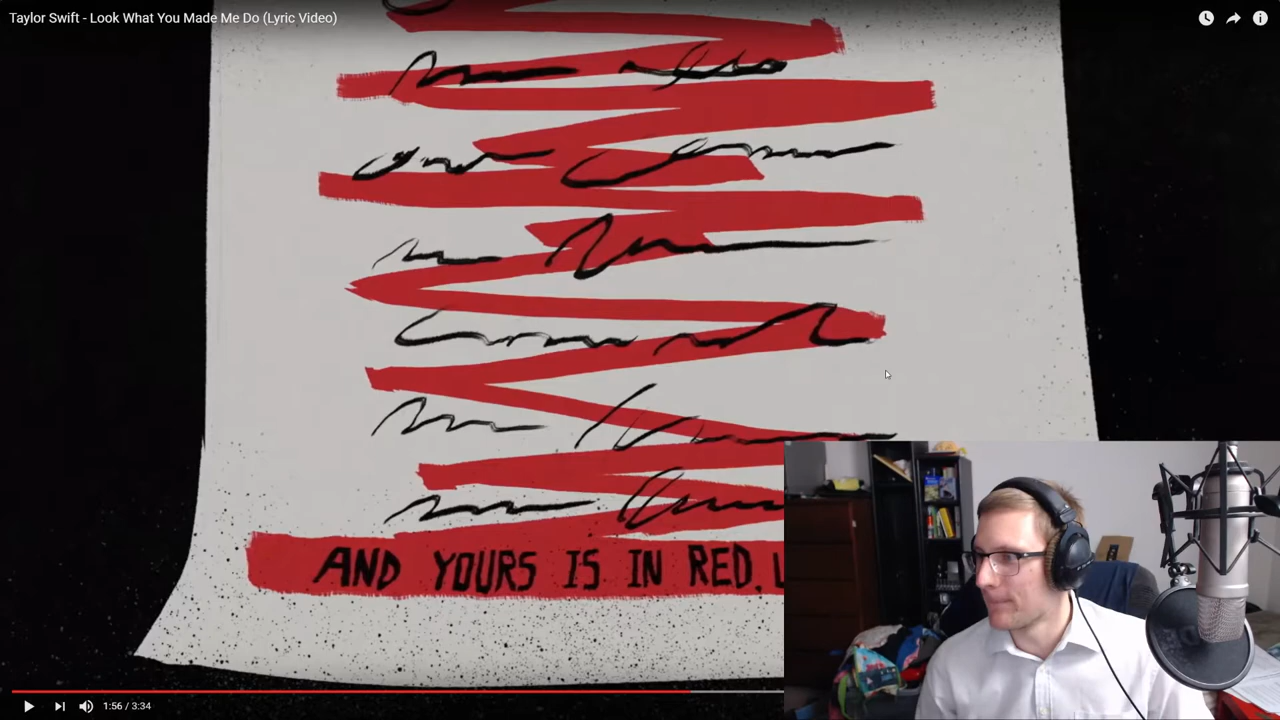 Taylor Swift - Look What You Made Me Do (Lyric Video)
AND YOURS IS IN RED,
1:56 / 3:34